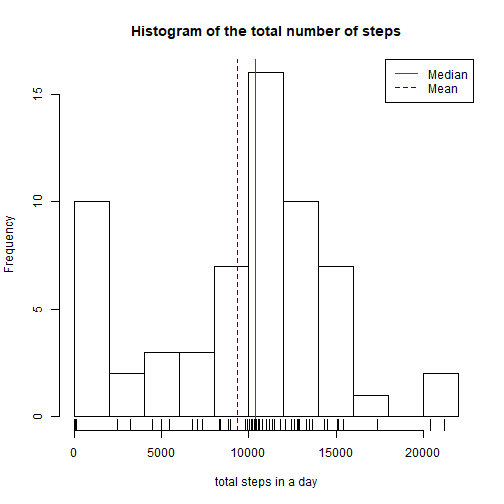 Histogram of the total number of steps
Median
Mean
Frequency
15
10
5
0
0 5000 10000 15000 20000
total steps in a day